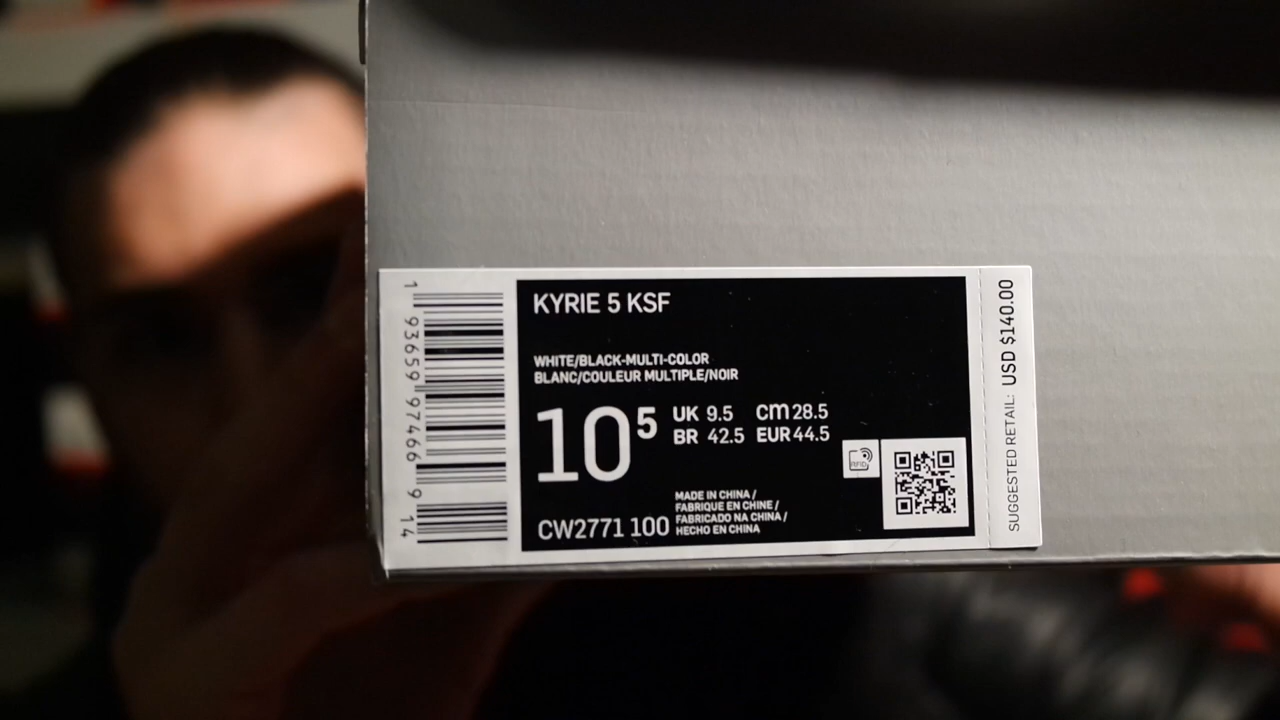 KYRIE 5 KSF
WHITE/BLACK-MULTI-COLOR
BLANC/COULEUR MULTIPLE/NOIR
10⁵
UK 9.5 cm 28.5
BR 42.5 EUR 44.5
RFID
CW2771 100
MADE IN CHINA /
FABRIQUE EN CHINE /
FABRICADO NA CHINA /
HECHO EN CHINA
1 93659 97466 9 14
SUGGESTED RETAIL: USD $140.00